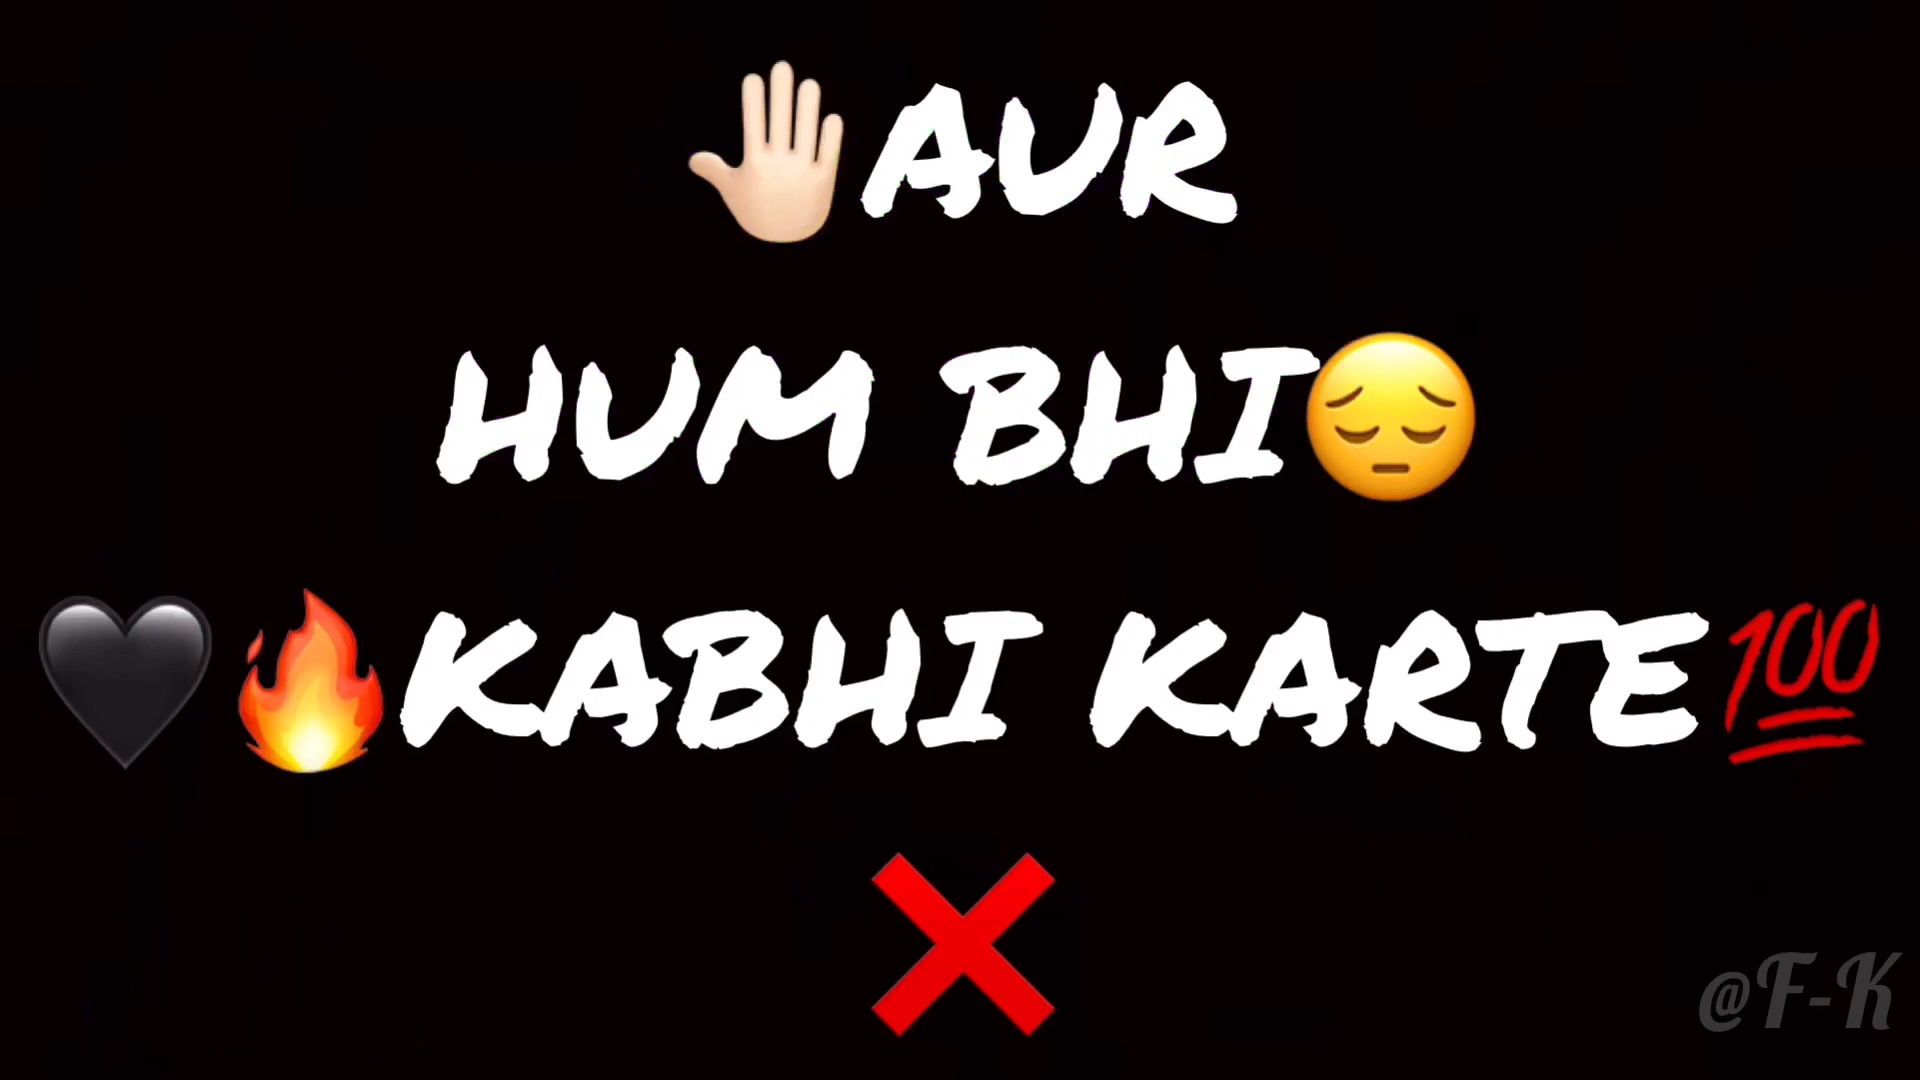 🤚🏻AUR
HUM BHI😔
🖤🔥KABHI KARTE💯
❌
@F-K